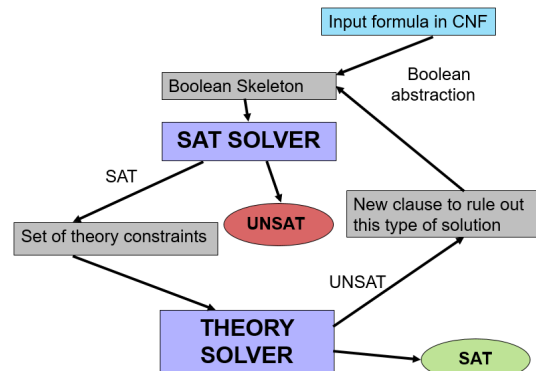 Input formula in CNF
Boolean
abstraction
Boolean Skeleton
SAT SOLVER
SAT
UNSAT
New clause to rule out
this type of solution
Set of theory constraints
UNSAT
THEORY
SOLVER
SAT